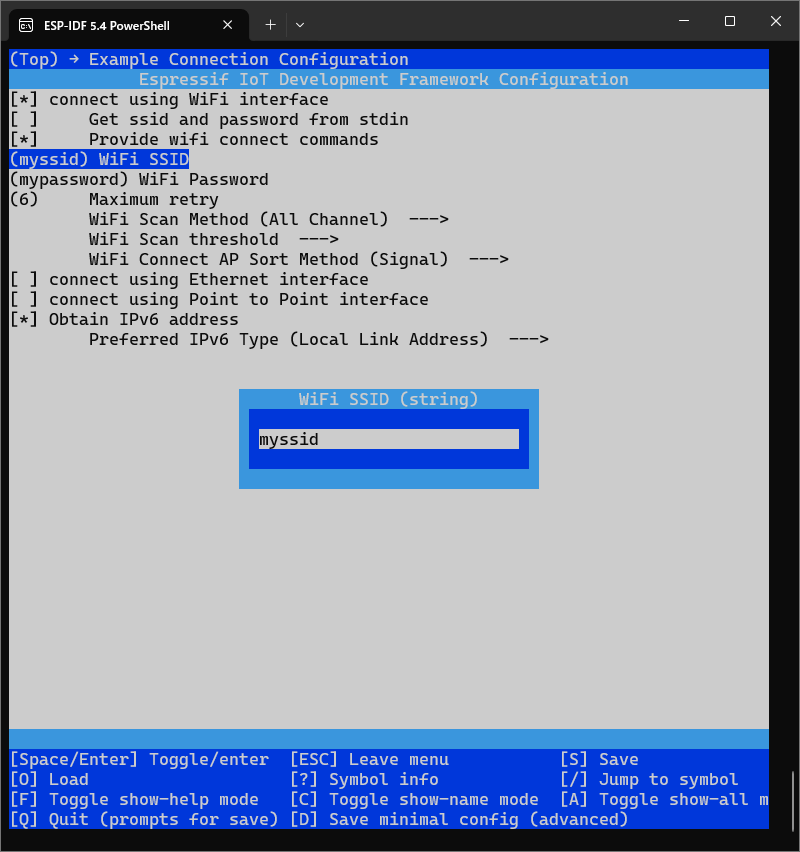 ESP-IDF 5.4 PowerShell
(Top) → Example Connection Configuration
Espressif IoT Development Framework Configuration
[*] connect using WiFi interface
[ ]     Get ssid and password from stdin
[*]     Provide wifi connect commands
(myssid) WiFi SSID
(mypassword) WiFi Password
(6)     Maximum retry
WiFi Scan Method (All Channel)  --->
WiFi Scan threshold  --->
WiFi Connect AP Sort Method (Signal)  --->
[ ] connect using Ethernet interface
[ ] connect using Point to Point interface
[*] Obtain IPv6 address
Preferred IPv6 Type (Local Link Address)  --->
WiFi SSID (string)
myssid
[Space/Enter] Toggle/enter  [ESC] Leave menu           [S] Save
[O] Load                    [?] Symbol info            [/] Jump to symbol
[F] Toggle show-help mode   [C] Toggle show-name mode  [A] Toggle show-all m
[Q] Quit (prompts for save) [D] Save minimal config (advanced)